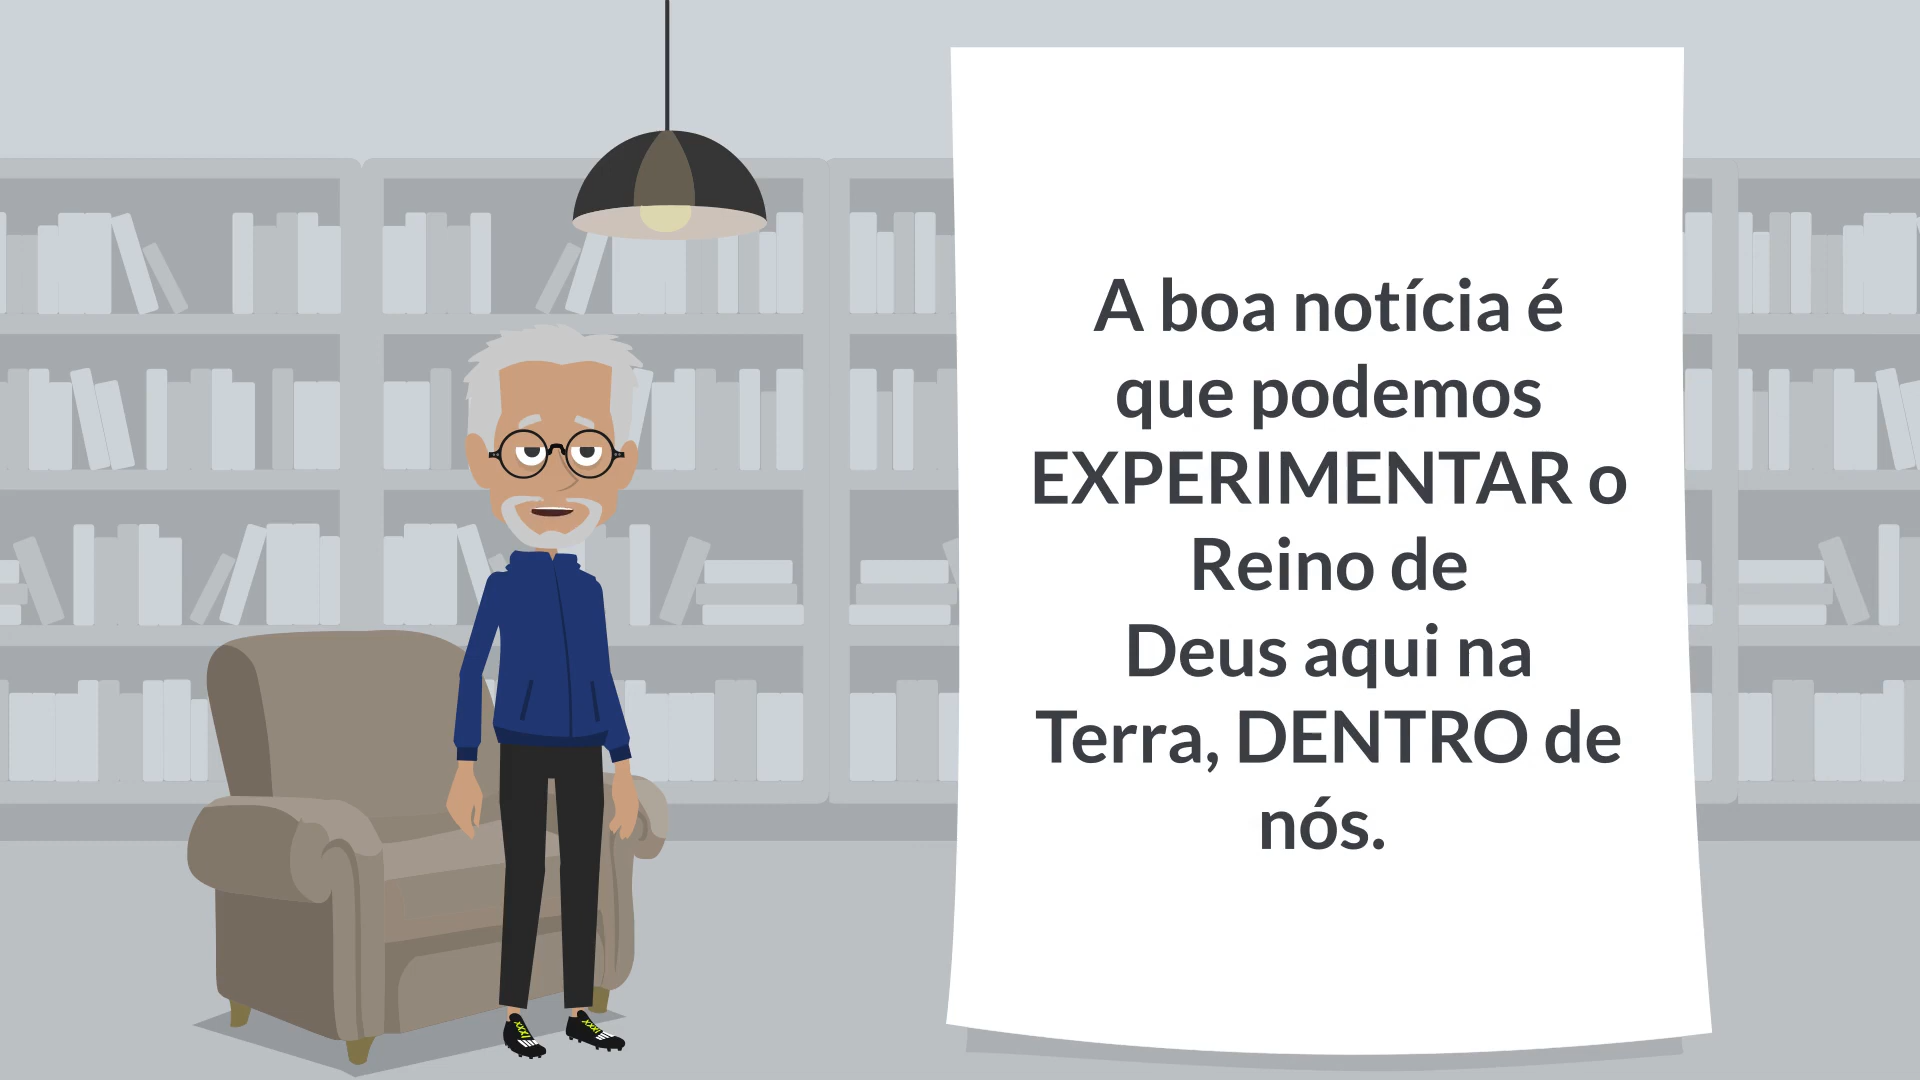 A boa notícia é
que podemos
EXPERIMENTAR o
Reino de
Deus aqui na
Terra, DENTRO de
nós.